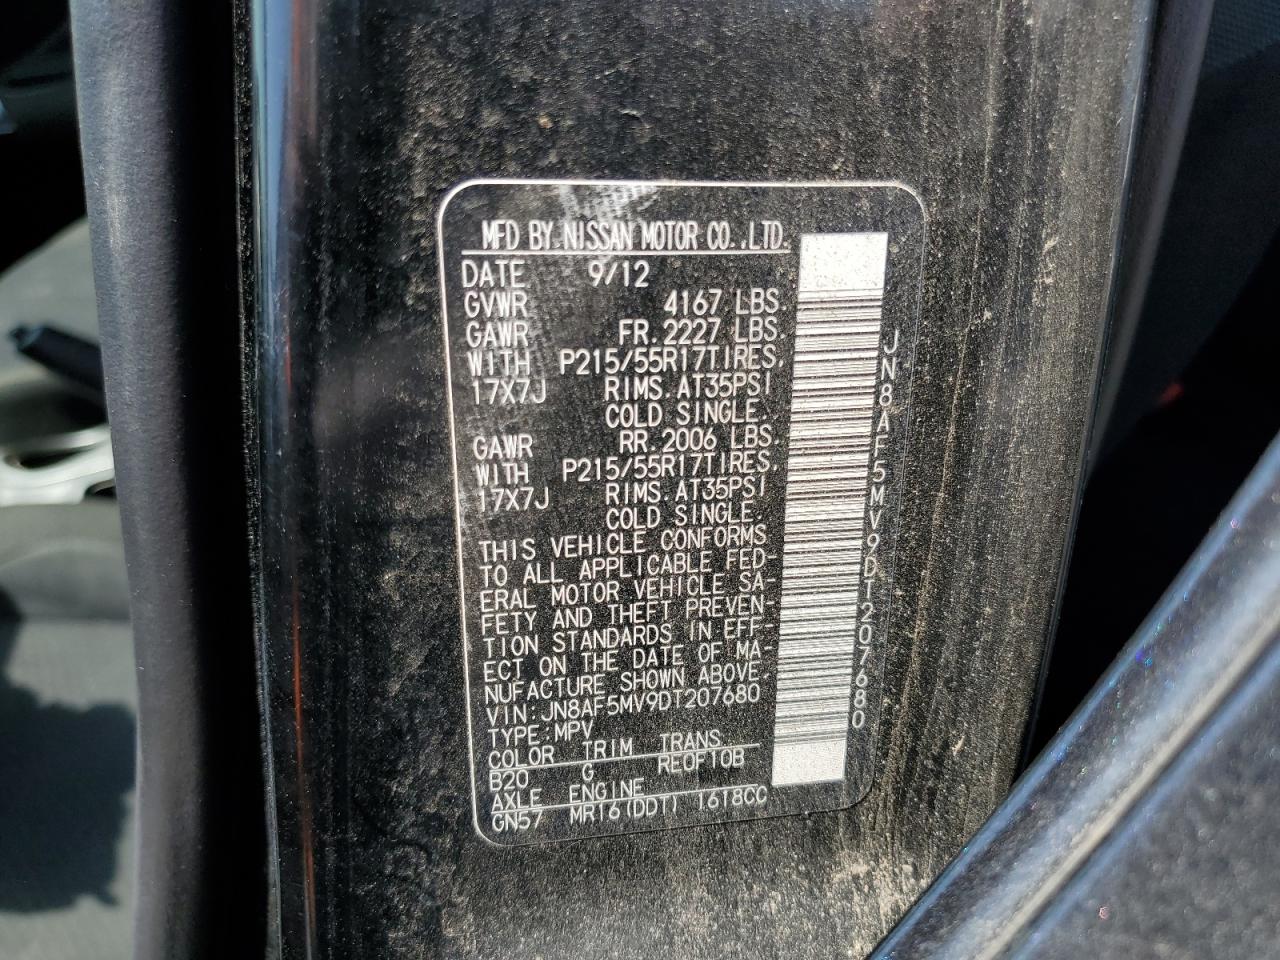 MFD BY NISSAN MOTOR CO.,LTD.
DATE 9/12
GVWR 4167 LBS
GAWR FR.2227 LBS
WITH P215/55R17TIRES.
17X7J RIMS.AT35PSI
COLD SINGLE.
GAWR RR.2006 LBS.
WITH P215/55R17TIRES.
17X7J RIMS.AT35PSI
COLD SINGLE.
THIS VEHICLE CONFORMS
TO ALL APPLICABLE FED-
ERAL MOTOR VEHICLE SA-
FETY AND THEFT PREVEN-
TION STANDARDS IN EFF-
ECT ON THE DATE OF MA-
NUFACTURE SHOWN ABOVE.
VIN:JN8AF5MV9DT207680
TYPE:MPV
COLOR TRIM TRANS
B20 G RE0F10B
AXLE ENGINE
GN57 MR16(DDT) 1618CC
JN8AF5MV9DT207680